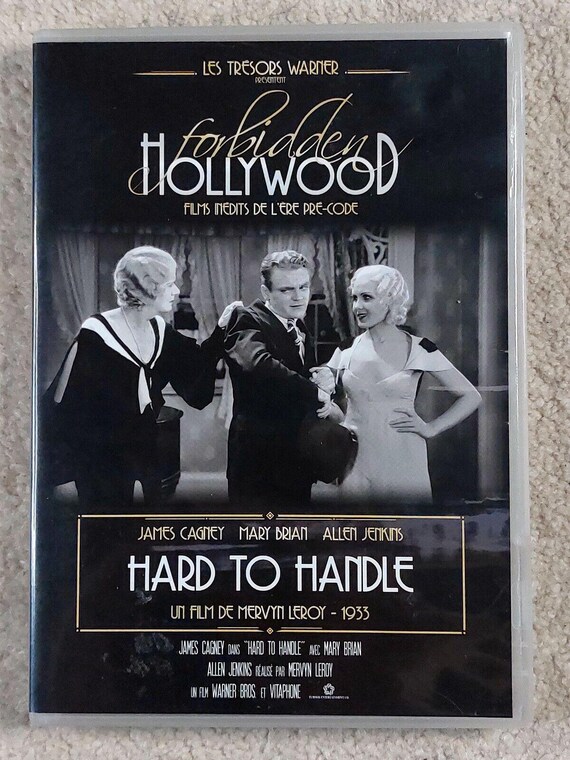 LES TRÉSORS WARNER
PRÉSENTENT
forbidden
HOLLYWOOD
FILMS INÉDITS DE L'ÈRE PRÉ-CODE
JAMES CAGNEY MARY BRIAN ALLEN JENKINS
HARD TO HANDLE
UN FILM DE MERVYN LEROY - 1933
JAMES CAGNEY DANS "HARD TO HANDLE" AVEC MARY BRIAN
ALLEN JENKINS RÉALISÉ PAR MERVYN LEROY
UN FILM WARNER BROS ET VITAPHONE